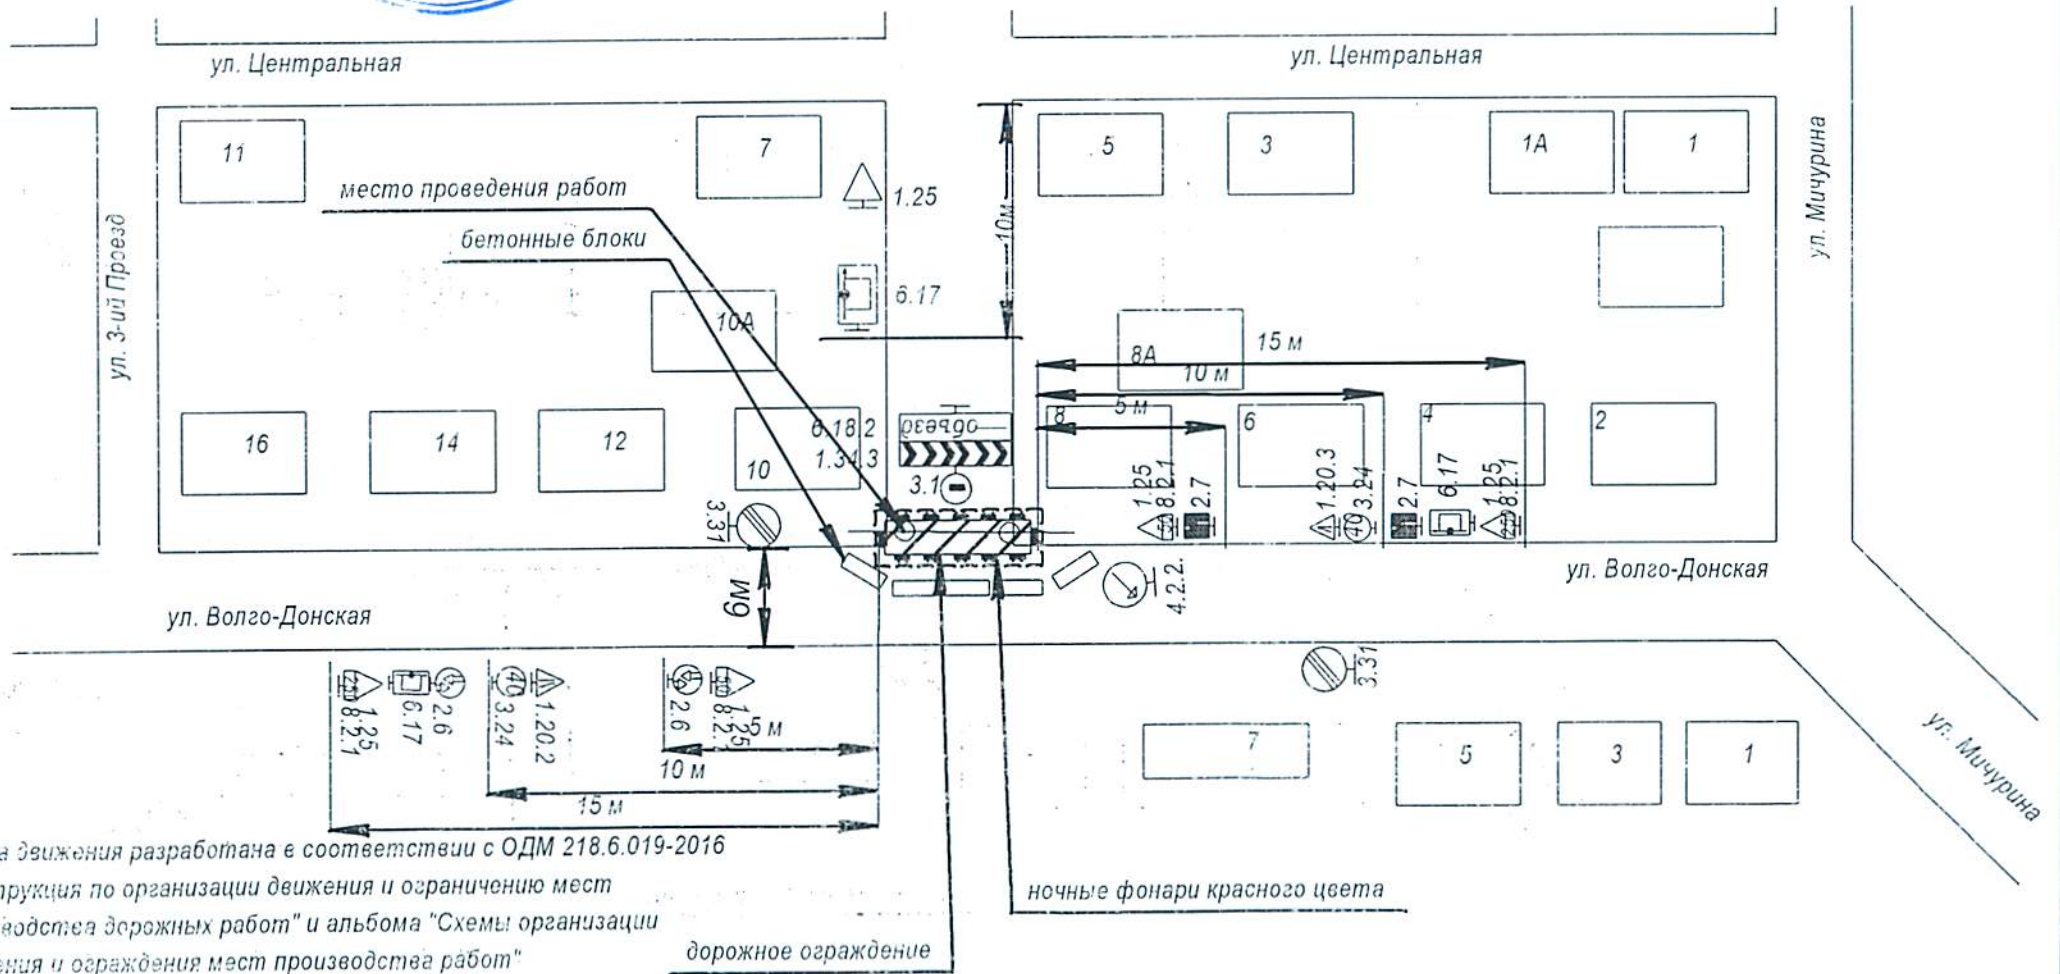 ул. Центральная
ул. Центральная
11
7
1.25
5
3
1А
1
место проведения работ
бетонные блоки
10м
ул. 3-ий Проезд
ул. Мичурина
6.17
10А
8А
15 м
10 м
5 м
16
14
12
10
6.18.2
1.34.3
объезд
3.1
8
6
4
2
1.25
8.2.1
2.7
1.20.3
3.24
40
2.7
6.17
1.25
8.2.1
3.31
6м
4.2.2.
ул. Волго-Донская
ул. Волго-Донская
8.2.1
1.25
6.17
2.6
3.24
40
1.20.2
2.6
8.2.1
1.25
5 м
10 м
15 м
3.31
7
5
3
1
ул. Мичурина
а движения разработана в соответствии с ОДМ 218.6.019-2016
трукция по организации движения и ограничению мест
водства дорожных работ" и альбома "Схемы организации
ения и ограждения мест производства работ"
ночные фонари красного цвета
дорожное ограждение